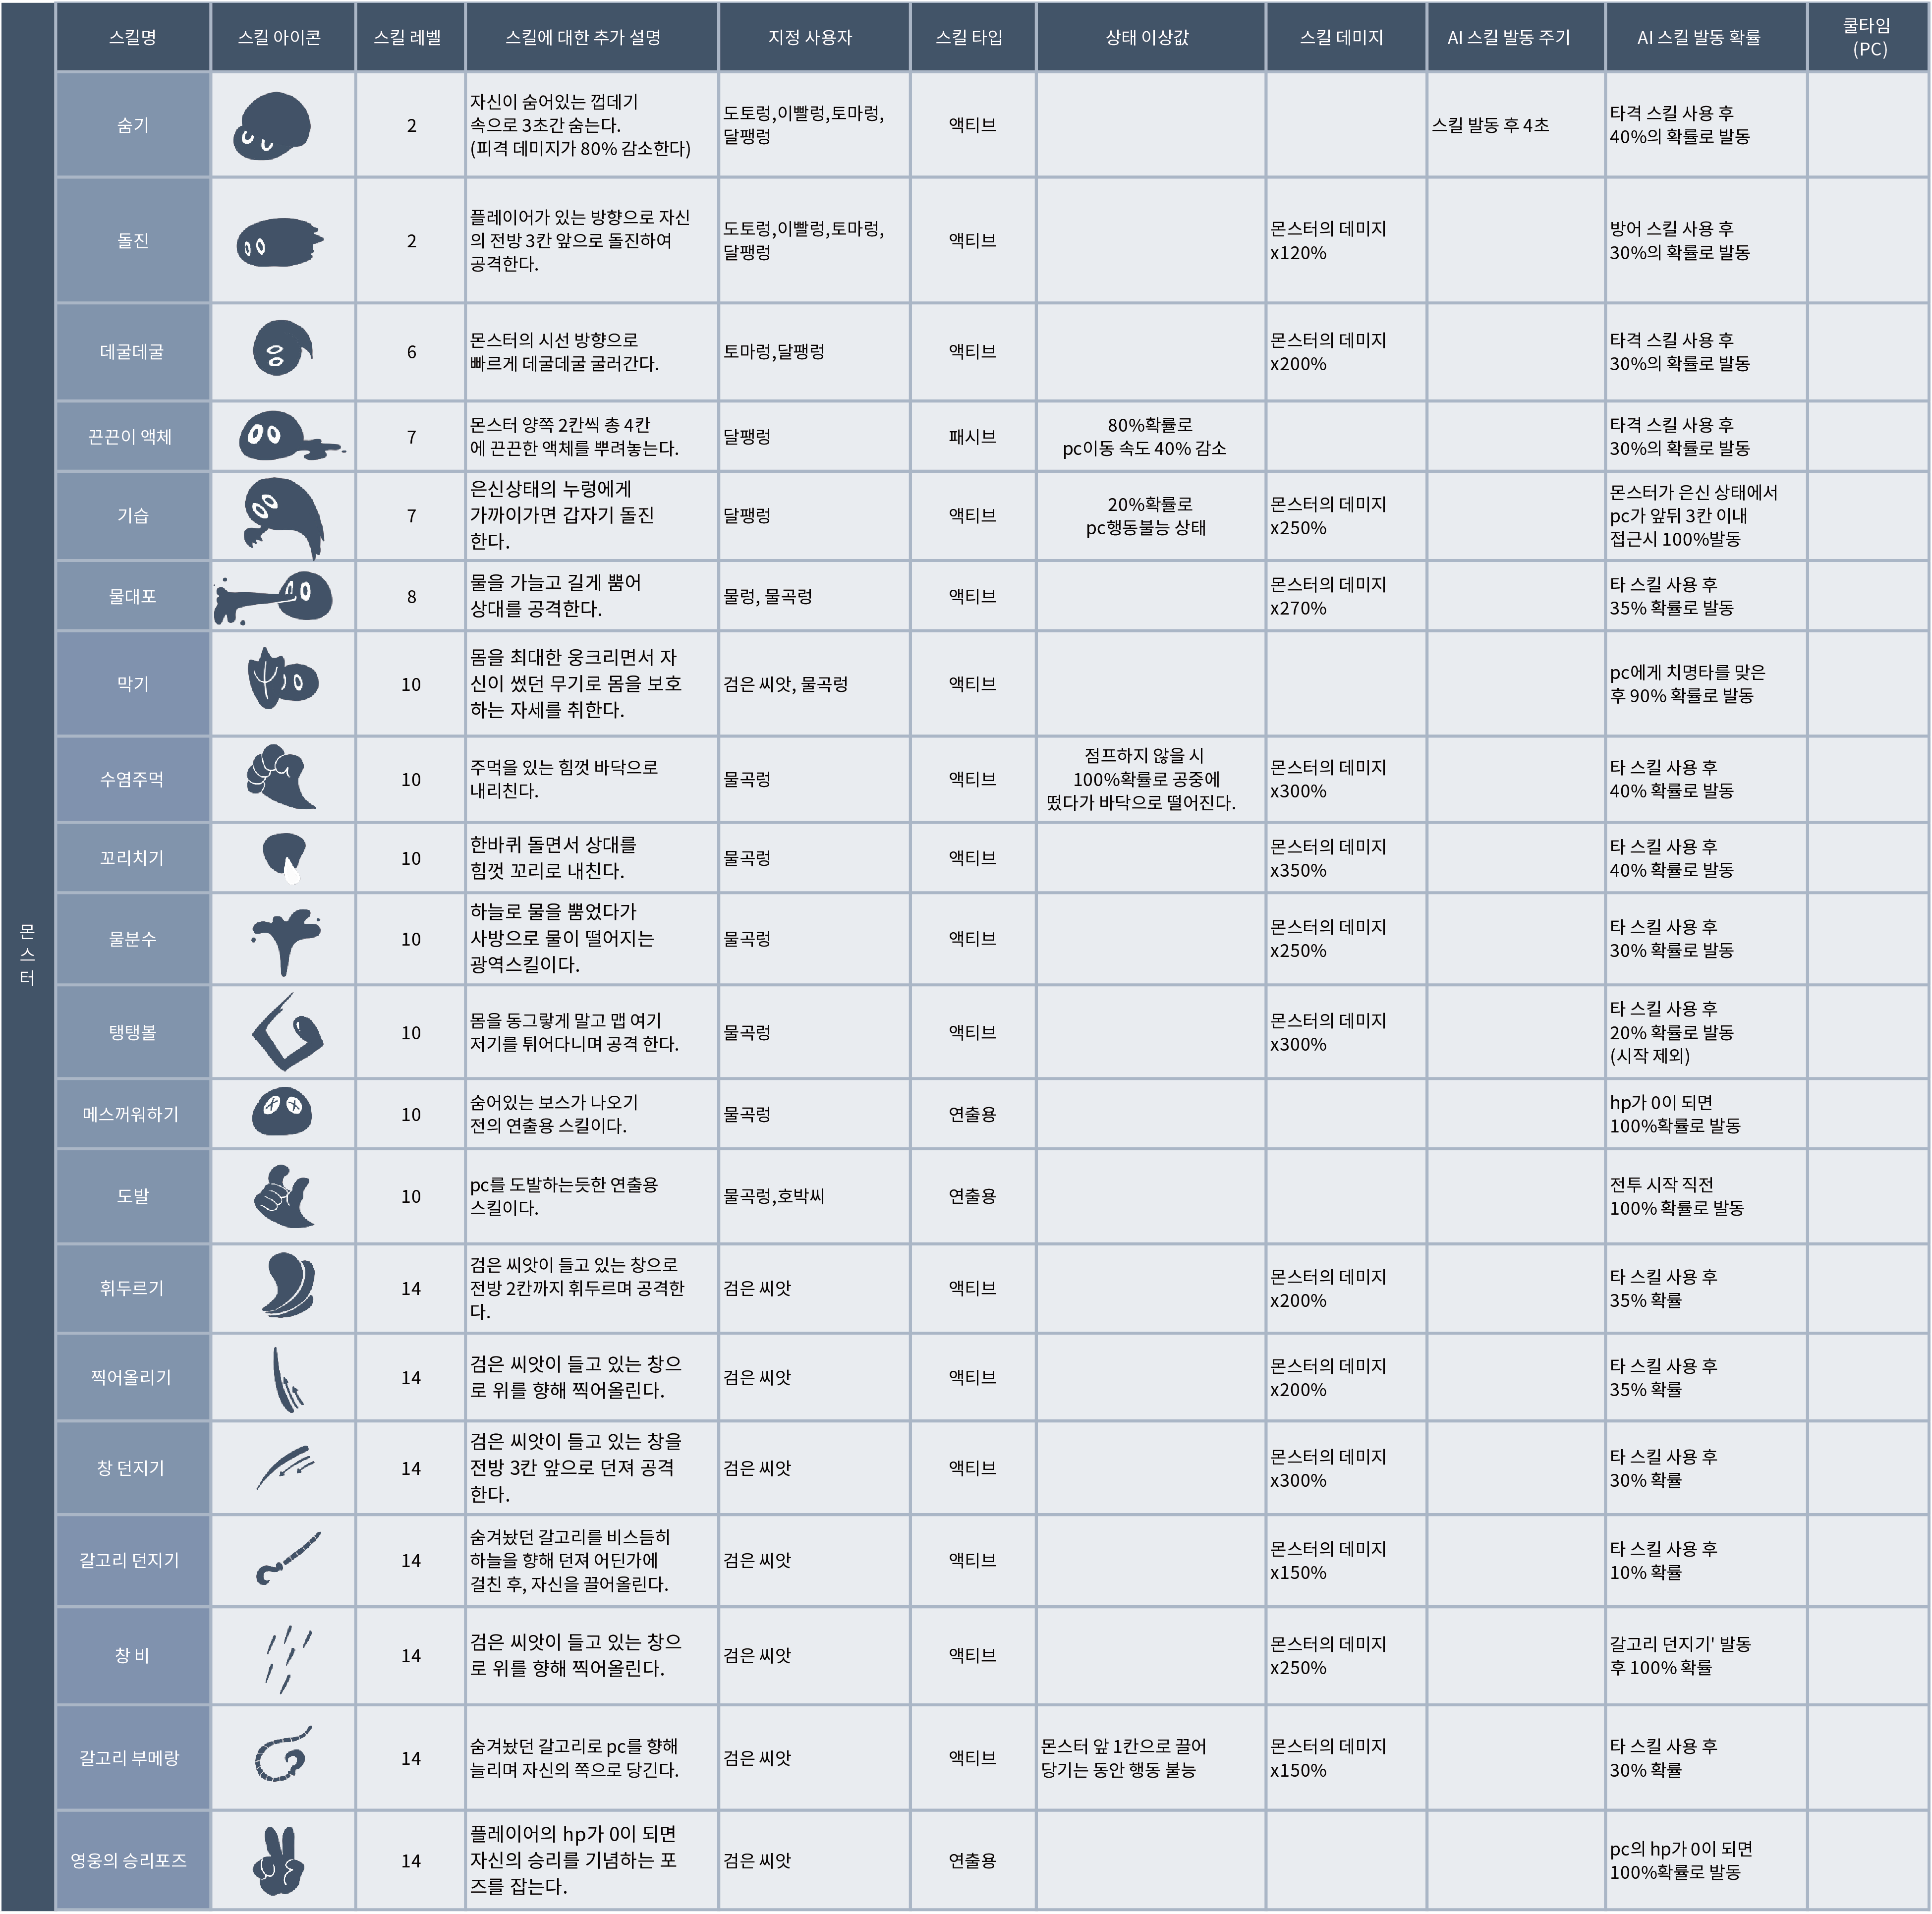 스킬명
스킬 아이콘
스킬 레벨
스킬에 대한 추가 설명
지정 사용자
스킬 타입
상태 이상값
스킬 데미지
AI 스킬 발동 주기
AI 스킬 발동 확률
쿨타임
(PC)
몬
스
터
숨기
2
자신이 숨어있는 껍데기
속으로 3초간 숨는다.
(피격 데미지가 80% 감소한다)
도토렁,이빨렁,토마렁,
달팽렁
액티브
스킬 발동 후 4초
타격 스킬 사용 후
40%의 확률로 발동
돌진
2
플레이어가 있는 방향으로 자신
의 전방 3칸 앞으로 돌진하여
공격한다.
도토렁,이빨렁,토마렁,
달팽렁
액티브
몬스터의 데미지
x120%
방어 스킬 사용 후
30%의 확률로 발동
데굴데굴
6
몬스터의 시선 방향으로
빠르게 데굴데굴 굴러간다.
토마렁,달팽렁
액티브
몬스터의 데미지
x200%
타격 스킬 사용 후
30%의 확률로 발동
끈끈이 액체
7
몬스터 양쪽 2칸씩 총 4칸
에 끈끈한 액체를 뿌려놓는다.
달팽렁
패시브
80%확률로
pc이동 속도 40% 감소
타격 스킬 사용 후
30%의 확률로 발동
기습
7
은신상태의 누렁에게
가까이가면 갑자기 돌진
한다.
달팽렁
액티브
20%확률로
pc행동불능 상태
몬스터의 데미지
x250%
몬스터가 은신 상태에서
pc가 앞뒤 3칸 이내
접근시 100%발동
물대포
8
물을 가늘고 길게 뿜어
상대를 공격한다.
물렁, 물곡렁
액티브
몬스터의 데미지
x270%
타 스킬 사용 후
35% 확률로 발동
막기
10
몸을 최대한 웅크리면서 자
신이 썼던 무기로 몸을 보호
하는 자세를 취한다.
검은 씨앗, 물곡렁
액티브
pc에게 치명타를 맞은
후 90% 확률로 발동
수염주먹
10
주먹을 있는 힘껏 바닥으로
내리친다.
물곡렁
액티브
점프하지 않을 시
100%확률로 공중에
떴다가 바닥으로 떨어진다.
몬스터의 데미지
x300%
타 스킬 사용 후
40% 확률로 발동
꼬리치기
10
한바퀴 돌면서 상대를
힘껏 꼬리로 내친다.
물곡렁
액티브
몬스터의 데미지
x350%
타 스킬 사용 후
40% 확률로 발동
물분수
10
하늘로 물을 뿜었다가
사방으로 물이 떨어지는
광역스킬이다.
물곡렁
액티브
몬스터의 데미지
x250%
타 스킬 사용 후
30% 확률로 발동
탱탱볼
10
몸을 동그랗게 말고 맵 여기
저기를 튀어다니며 공격 한다.
물곡렁
액티브
몬스터의 데미지
x300%
타 스킬 사용 후
20% 확률로 발동
(시작 제외)
메스꺼워하기
10
숨어있는 보스가 나오기
전의 연출용 스킬이다.
물곡렁
연출용
hp가 0이 되면
100%확률로 발동
도발
10
pc를 도발하는듯한 연출용
스킬이다.
물곡렁,호박씨
연출용
전투 시작 직전
100% 확률로 발동
휘두르기
14
검은 씨앗이 들고 있는 창으로
전방 2칸까지 휘두르며 공격한
다.
검은 씨앗
액티브
몬스터의 데미지
x200%
타 스킬 사용 후
35% 확률
찍어올리기
14
검은 씨앗이 들고 있는 창으
로 위를 향해 찍어올린다.
검은 씨앗
액티브
몬스터의 데미지
x200%
타 스킬 사용 후
35% 확률
창 던지기
14
검은 씨앗이 들고 있는 창을
전방 3칸 앞으로 던져 공격
한다.
검은 씨앗
액티브
몬스터의 데미지
x300%
타 스킬 사용 후
30% 확률
갈고리 던지기
14
숨겨놨던 갈고리를 비스듬히
하늘을 향해 던져 어딘가에
걸친 후, 자신을 끌어올린다.
검은 씨앗
액티브
몬스터의 데미지
x150%
타 스킬 사용 후
10% 확률
창 비
14
검은 씨앗이 들고 있는 창으
로 위를 향해 찍어올린다.
검은 씨앗
액티브
몬스터의 데미지
x250%
갈고리 던지기' 발동
후 100% 확률
갈고리 부메랑
14
숨겨놨던 갈고리로 pc를 향해
늘리며 자신의 쪽으로 당긴다.
검은 씨앗
액티브
몬스터 앞 1칸으로 끌어
당기는 동안 행동 불능
몬스터의 데미지
x150%
타 스킬 사용 후
30% 확률
영웅의 승리포즈
14
플레이어의 hp가 0이 되면
자신의 승리를 기념하는 포
즈를 잡는다.
검은 씨앗
연출용
pc의 hp가 0이 되면
100%확률로 발동